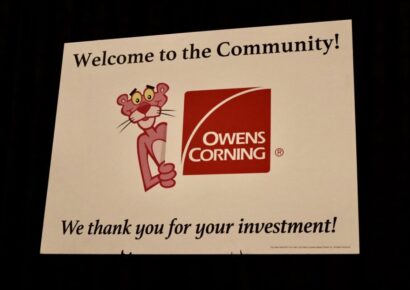 Welcome to the Community!
OWENS
CORNING ®
We thank you for your investment!